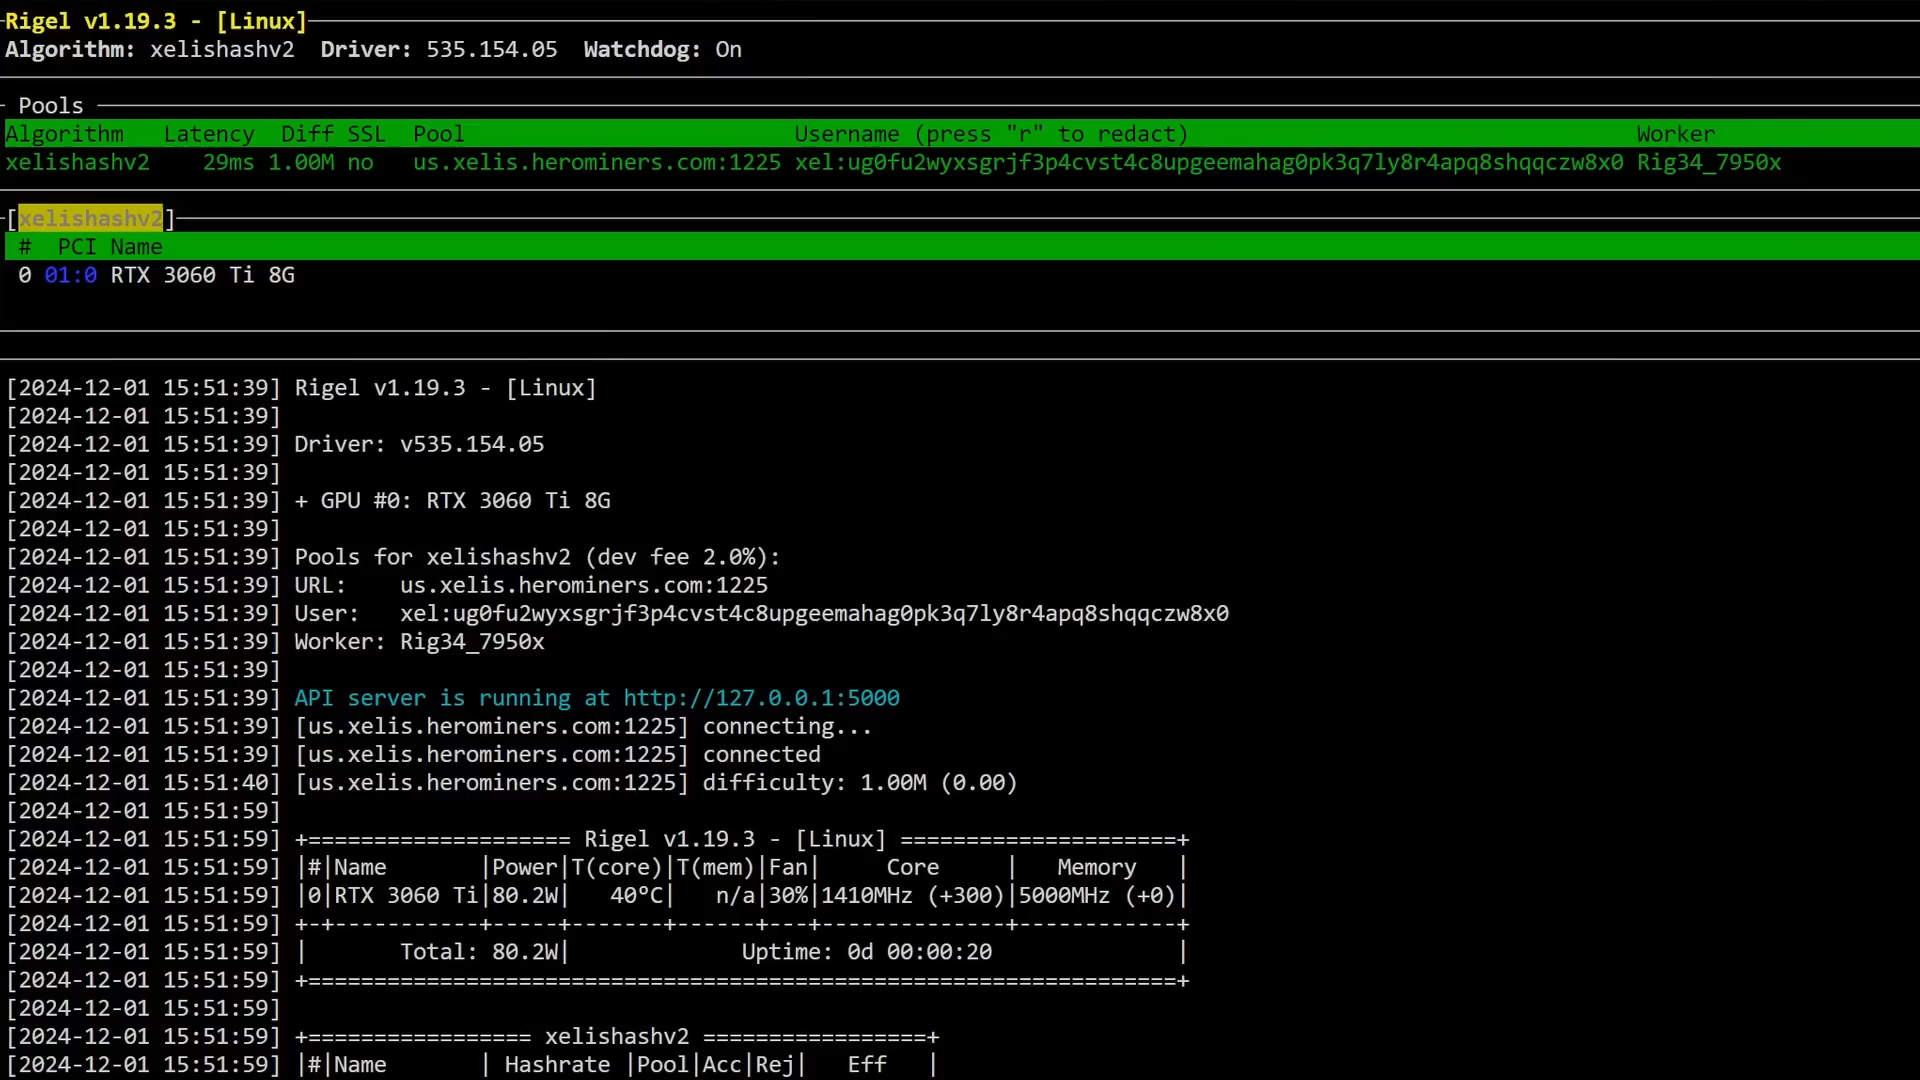 Rigel v1.19.3 - [Linux]
Algorithm: xelishashv2  Driver: 535.154.05  Watchdog: On
Pools
Algorithm   Latency  Diff SSL  Pool                         Username (press "r" to redact)                                  Worker
xelishashv2    29ms 1.00M no   us.xelis.herominers.com:1225 xel:ug0fu2wyxsgrjf3p4cvst4c8upgeemahag0pk3q7ly8r4apq8shqqczw8x0 Rig34_7950x
[xelishashv2]
#  PCI Name
0 01:0 RTX 3060 Ti 8G
[2024-12-01 15:51:39] Rigel v1.19.3 - [Linux]
[2024-12-01 15:51:39]
[2024-12-01 15:51:39] Driver: v535.154.05
[2024-12-01 15:51:39]
[2024-12-01 15:51:39] + GPU #0: RTX 3060 Ti 8G
[2024-12-01 15:51:39]
[2024-12-01 15:51:39] Pools for xelishashv2 (dev fee 2.0%):
[2024-12-01 15:51:39] URL:    us.xelis.herominers.com:1225
[2024-12-01 15:51:39] User:   xel:ug0fu2wyxsgrjf3p4cvst4c8upgeemahag0pk3q7ly8r4apq8shqqczw8x0
[2024-12-01 15:51:39] Worker: Rig34_7950x
[2024-12-01 15:51:39]
[2024-12-01 15:51:39] API server is running at http://127.0.0.1:5000
[2024-12-01 15:51:39] [us.xelis.herominers.com:1225] connecting...
[2024-12-01 15:51:39] [us.xelis.herominers.com:1225] connected
[2024-12-01 15:51:40] [us.xelis.herominers.com:1225] difficulty: 1.00M (0.00)
[2024-12-01 15:51:59]
[2024-12-01 15:51:59] +==================== Rigel v1.19.3 - [Linux] =====================+
[2024-12-01 15:51:59] |#|Name       |Power|T(core)|T(mem)|Fan|     Core     |   Memory   |
[2024-12-01 15:51:59] |0|RTX 3060 Ti|80.2W|   40°C|   n/a|30%|1410MHz (+300)|5000MHz (+0)|
[2024-12-01 15:51:59] +-+-----------+-----+-------+------+---+--------------+------------+
[2024-12-01 15:51:59] |       Total: 80.2W|             Uptime: 0d 00:00:20              |
[2024-12-01 15:51:59] +==================================================================+
[2024-12-01 15:51:59]
[2024-12-01 15:51:59] +================= xelishashv2 =================+
[2024-12-01 15:51:59] |#|Name       | Hashrate |Pool|Acc|Rej|   Eff   |